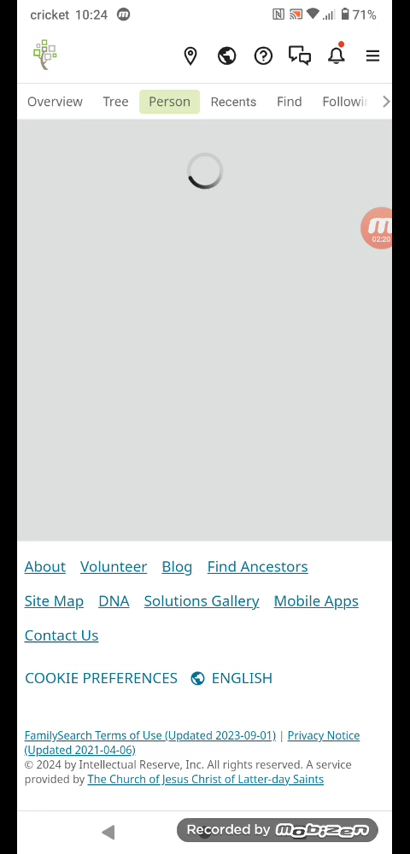 cricket 10:24 71%
Overview Tree Person Recents Find
02:20
About Volunteer Blog Find Ancestors
Site Map DNA Solutions Gallery Mobile Apps
Contact Us
COOKIE PREFERENCES ENGLISH
FamilySearch Terms of Use (Updated 2023-09-01) | Privacy Notice
(Updated 2021-04-06)
© 2024 by Intellectual Reserve, Inc. All rights reserved. A service
provided by The Church of Jesus Christ of Latter-day Saints
Recorded by mobizen